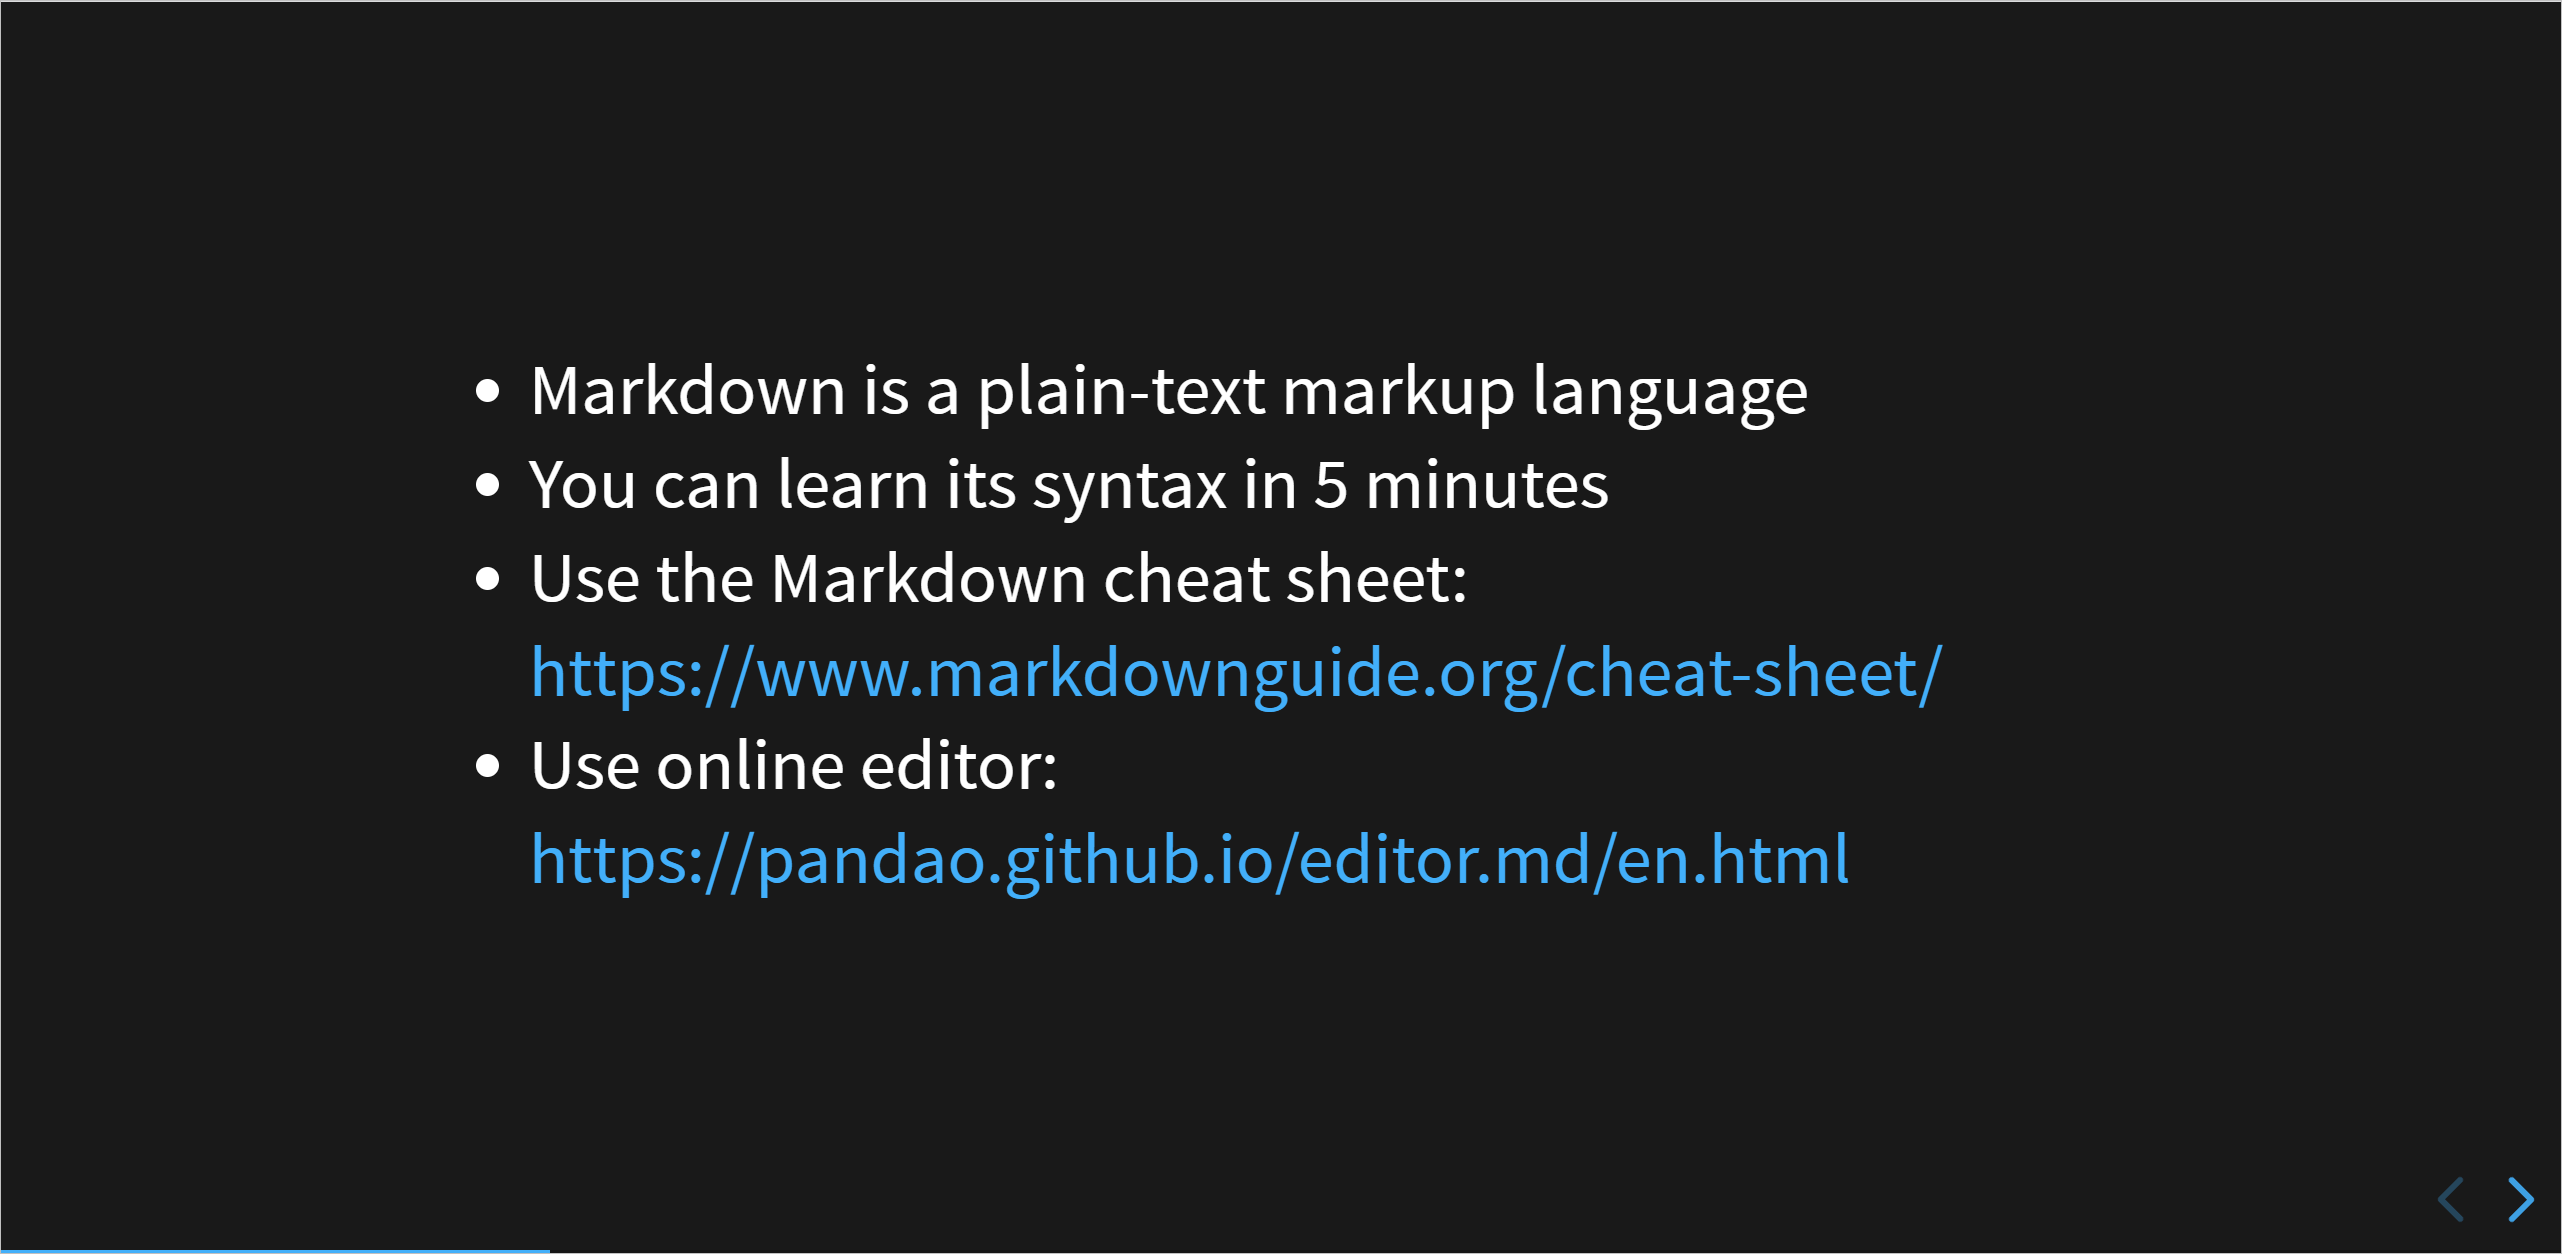 Markdown is a plain-text markup language
You can learn its syntax in 5 minutes
Use the Markdown cheat sheet:
https://www.markdownguide.org/cheat-sheet/
Use online editor:
https://pandao.github.io/editor.md/en.html